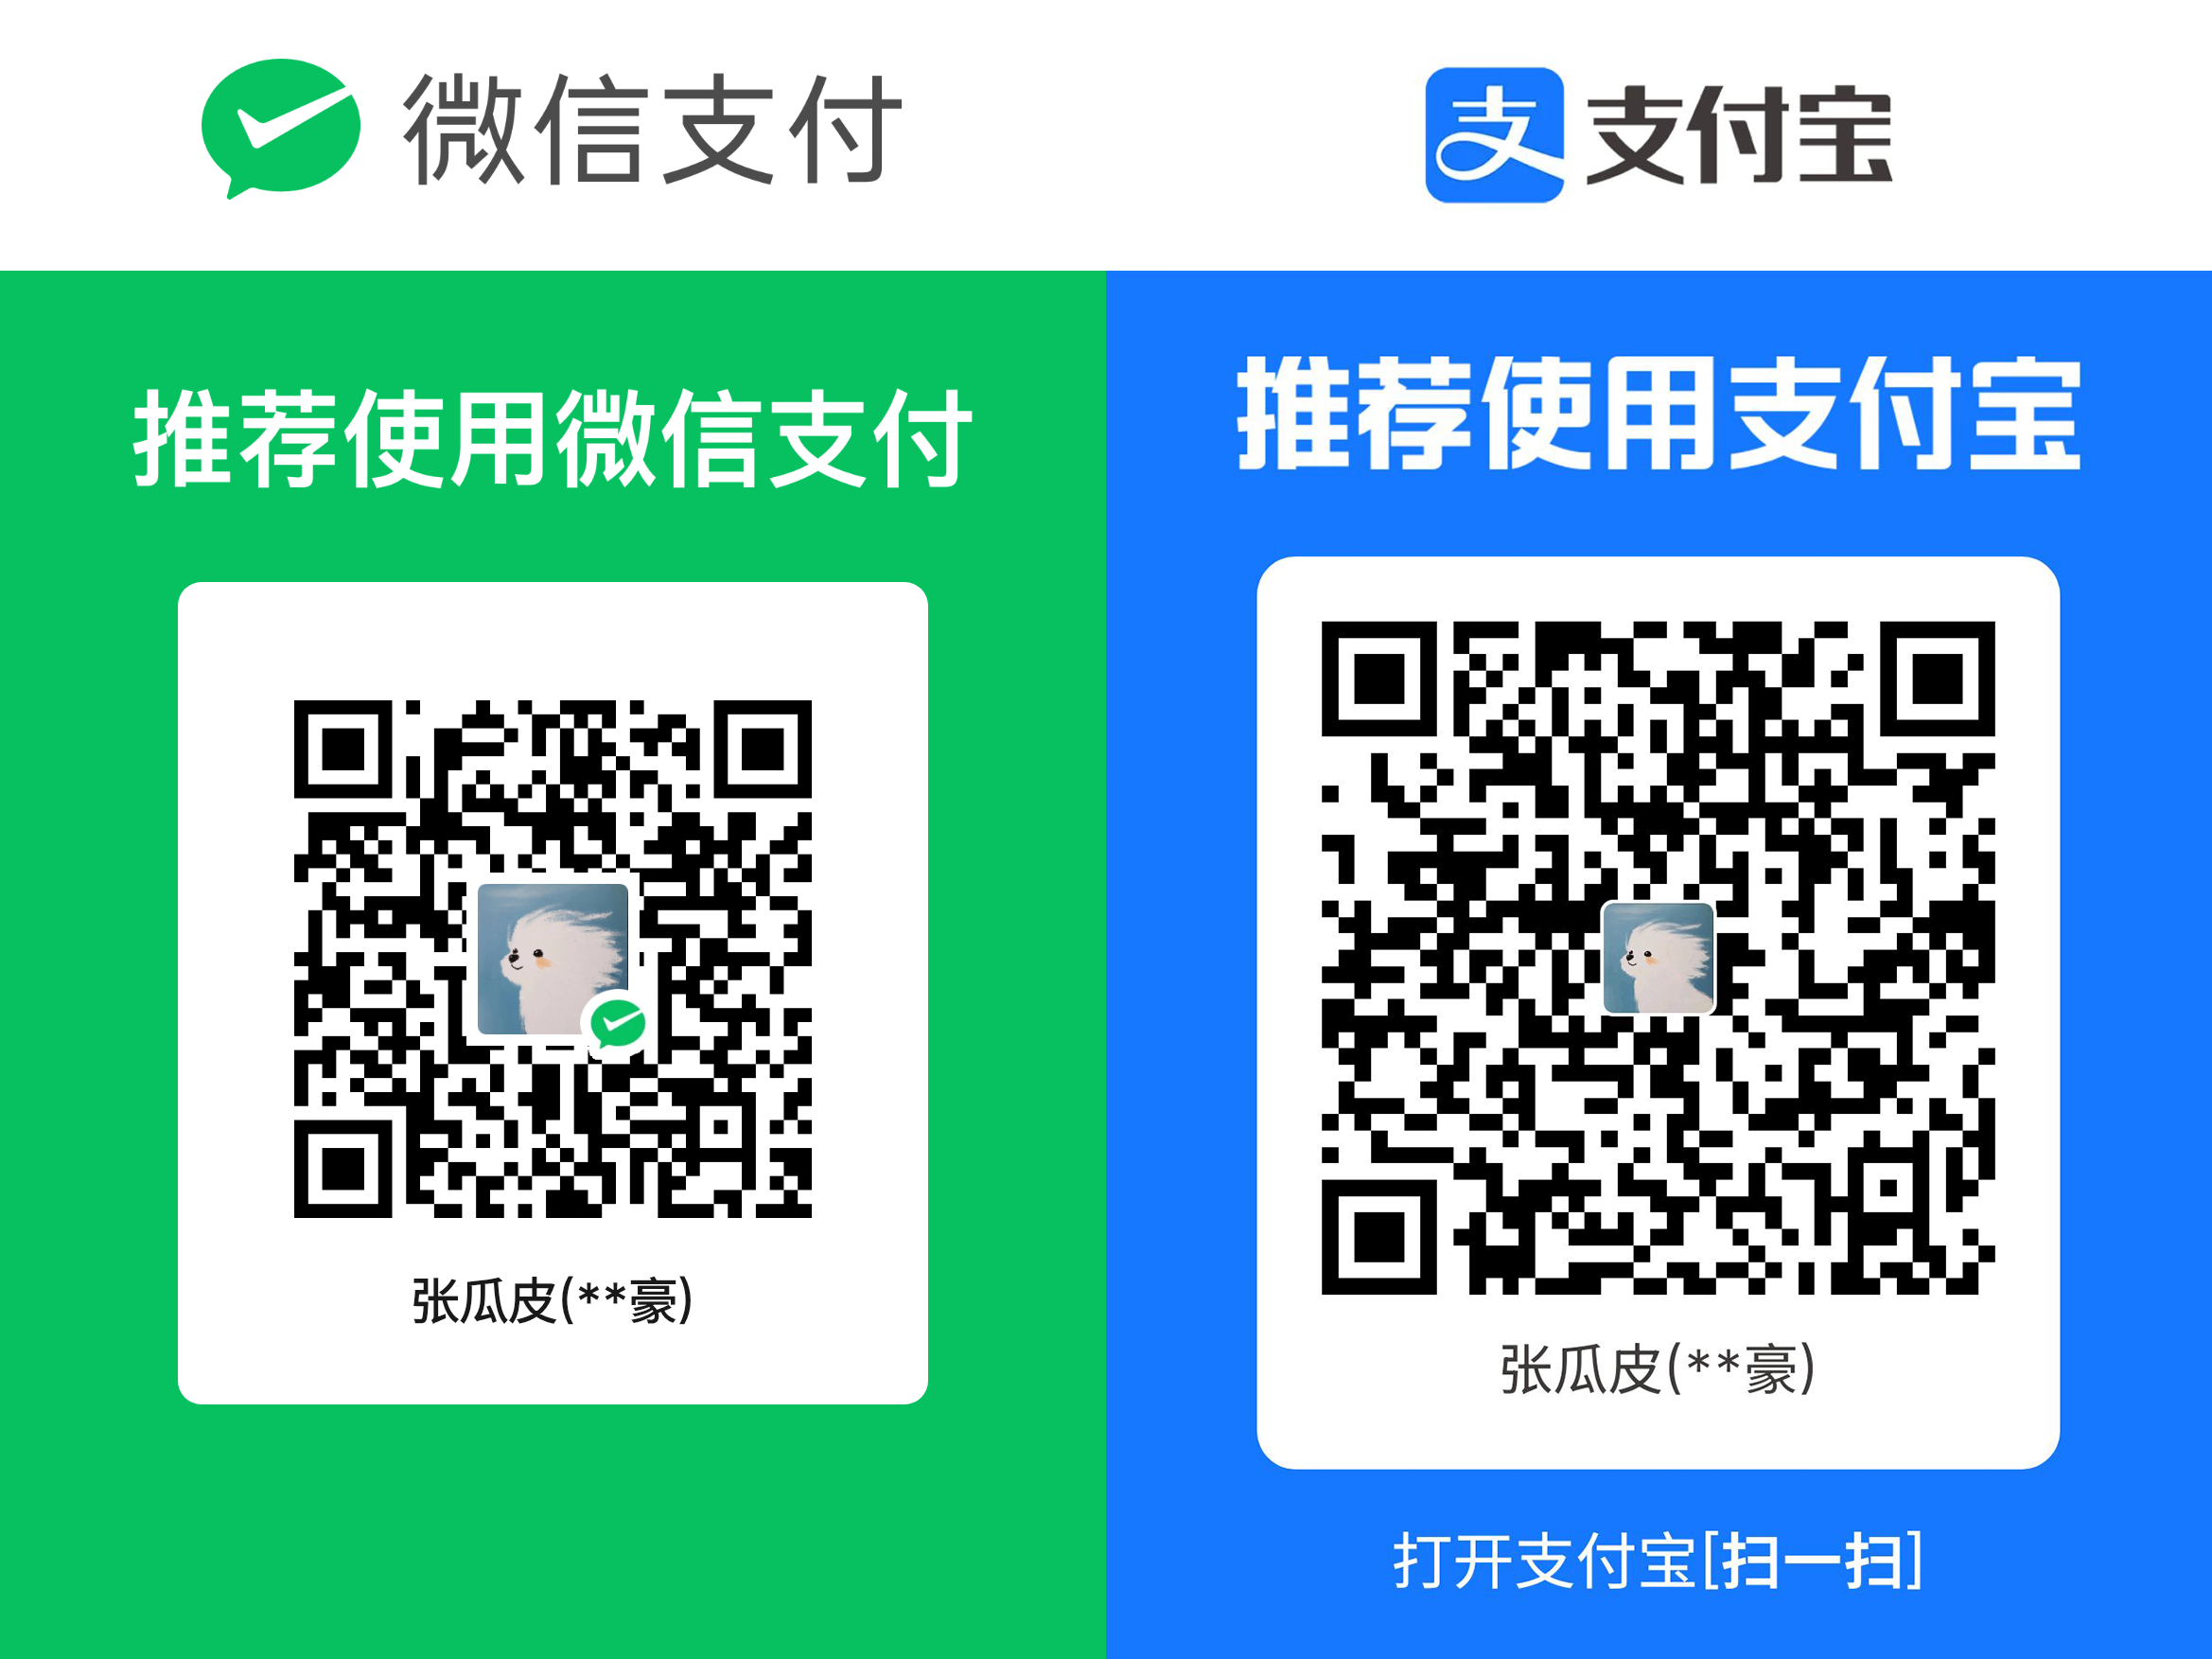 微信支付
推荐使用微信支付
张瓜皮(**豪)
支 支付宝
推荐使用支付宝
张瓜皮(**豪)
打开支付宝[扫一扫]